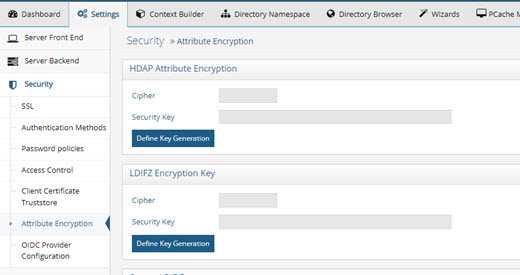 Dashboard Settings Context Builder Directory Namespace Directory Browser Wizards PCache M
Server Front End
Server Backend
Security
SSL
Authentication Methods
Password policies
Access Control
Client Certificate
Truststore
Attribute Encryption
OIDC Provider
Configuration
Security » Attribute Encryption
HDAP Attribute Encryption
Cipher
Security Key
Define Key Generation
LDIFZ Encryption Key
Cipher
Security Key
Define Key Generation